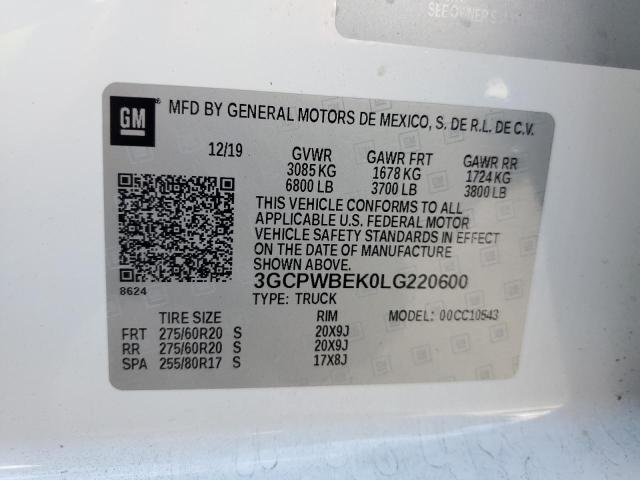 SEE OWNER'S
GM
MFD BY GENERAL MOTORS DE MEXICO, S. DE R.L. DE C.V.
12/19 GVWR GAWR FRT GAWR RR
3085 KG 1678 KG 1724 KG
6800 LB 3700 LB 3800 LB
THIS VEHICLE CONFORMS TO ALL
APPLICABLE U.S. FEDERAL MOTOR
VEHICLE SAFETY STANDARDS IN EFFECT
ON THE DATE OF MANUFACTURE
SHOWN ABOVE.
8624 3GCPWBEK0LG220600
TYPE: TRUCK
TIRE SIZE RIM MODEL: 00CC10543
FRT 275/60R20 S 20X9J
RR 275/60R20 S 20X9J
SPA 255/80R17 S 17X8J